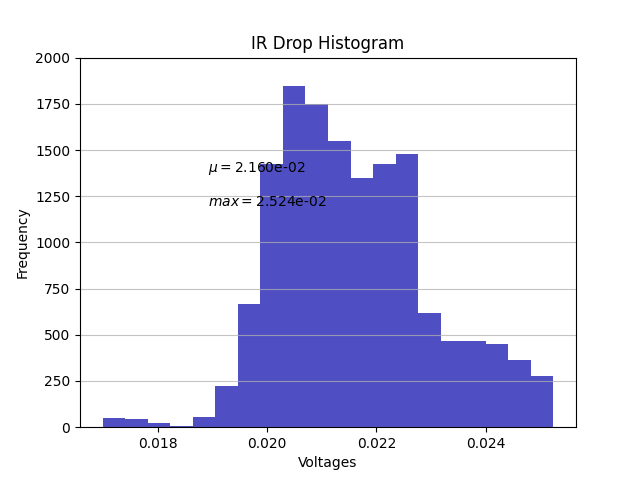 IR Drop Histogram
2000
1750
1500
1250
1000
750
500
250
0
Frequency
μ = 2.160e-02
max = 2.524e-02
0.018 0.020 0.022 0.024
Voltages